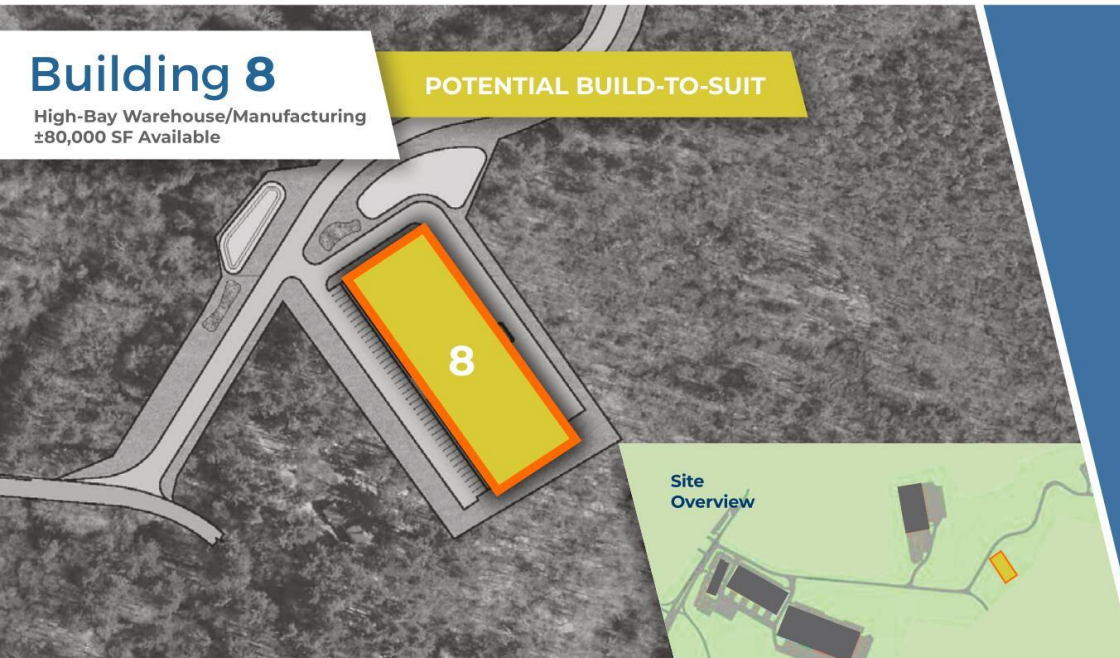 Building 8
High-Bay Warehouse/Manufacturing
±80,000 SF Available
POTENTIAL BUILD-TO-SUIT
8
Site
Overview